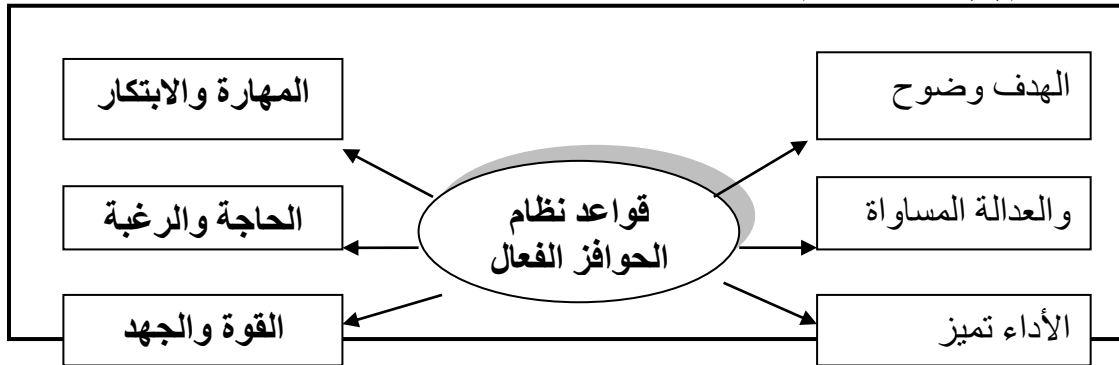 الهدف وضوح
المهارة والابتكار
قواعد نظام
الحوافز الفعال
والعدالة المساواة
الحاجة والرغبة
الأداء تميز
القوة والجهد